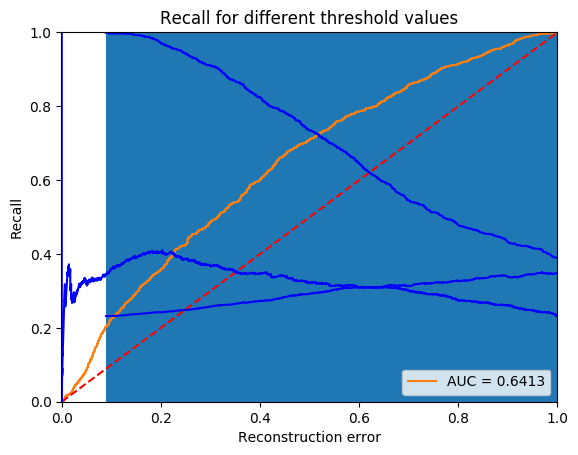 Recall for different threshold values
1.0
0.8
0.6
0.4
0.2
0.0
Recall
AUC = 0.6413
0.0 0.2 0.4 0.6 0.8 1.0
Reconstruction error